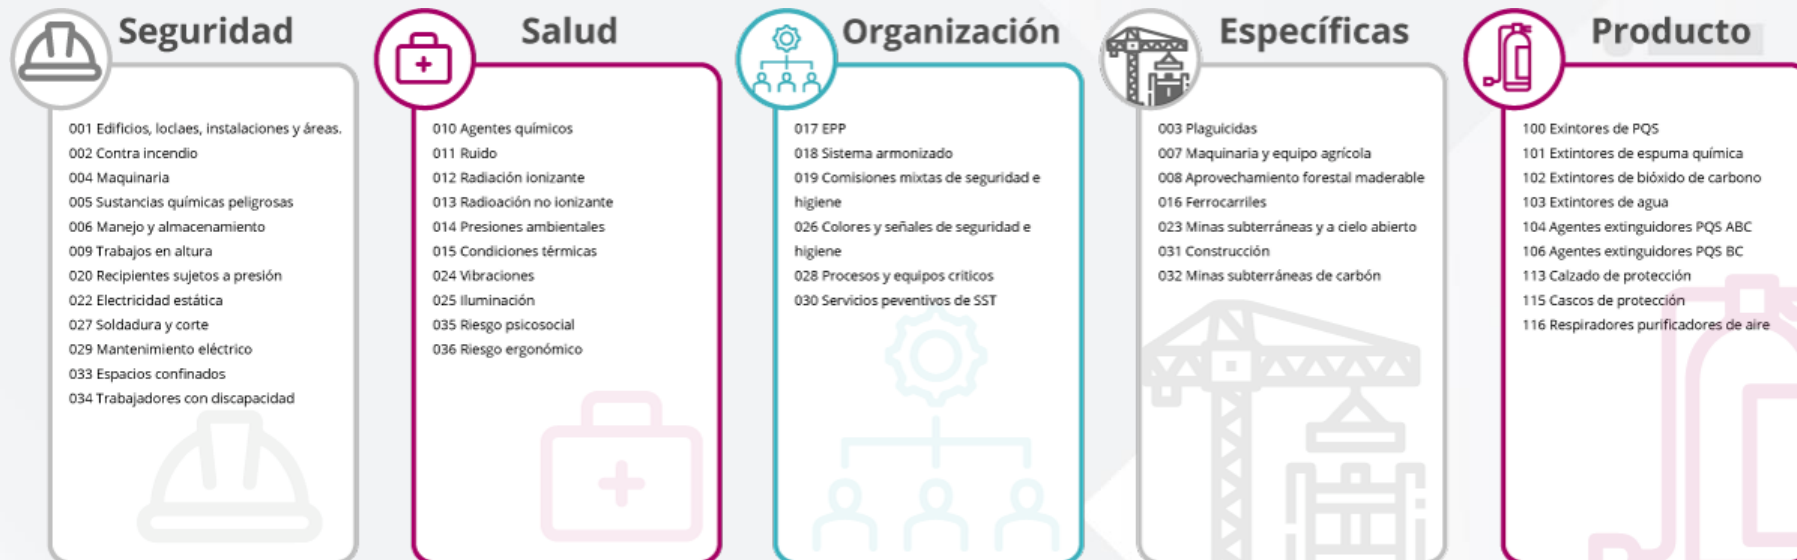 Seguridad
001 Edificios, loclaes, instalaciones y áreas.
002 Contra incendio
004 Maquinaria
005 Sustancias químicas peligrosas
006 Manejo y almacenamiento
009 Trabajos en altura
020 Recipientes sujetos a presión
022 Electricidad estática
027 Soldadura y corte
029 Mantenimiento eléctrico
033 Espacios confinados
034 Trabajadores con discapacidad
Salud
010 Agentes químicos
011 Ruido
012 Radiación ionizante
013 Radioación no ionizante
014 Presiones ambientales
015 Condiciones térmicas
024 Vibraciones
025 Iluminación
035 Riesgo psicosocial
036 Riesgo ergonómico
Organización
017 EPP
018 Sistema armonizado
019 Comisiones mixtas de seguridad e
higiene
026 Colores y señales de seguridad e
higiene
028 Procesos y equipos criticos
030 Servicios peventivos de SST
Específicas
003 Plaguicidas
007 Maquinaria y equipo agrícola
008 Aprovechamiento forestal maderable
016 Ferrocarriles
023 Minas subterráneas y a cielo abierto
031 Construcción
032 Minas subterráneas de carbón
Producto
100 Exintores de PQS
101 Extintores de espuma química
102 Extintores de bióxido de carbono
103 Extintores de agua
104 Agentes extinguidores PQS ABC
106 Agentes extinguidores PQS BC
113 Calzado de protección
115 Cascos de protección
116 Respiradores purificadores de aire